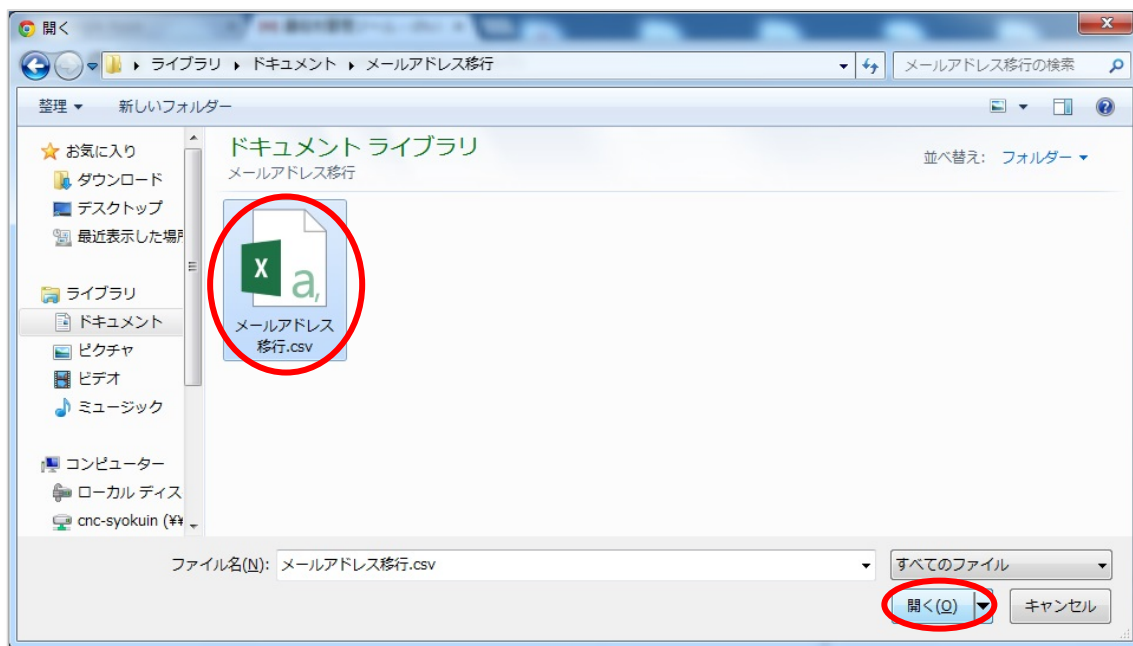 開く
ライブラリ ▸ ドキュメント ▸ メールアドレス移行
メールアドレス移行の検索
整理
新しいフォルダー
お気に入り
ダウンロード
デスクトップ
最近表示した場所
ライブラリ
ドキュメント
ピクチャ
ビデオ
ミュージック
コンピューター
ローカル ディス
cnc-syokuin (¥¥
ドキュメント ライブラリ
メールアドレス移行
並べ替え: フォルダー
X a,
メールアドレス
移行.csv
ファイル名(N): メールアドレス移行.csv
すべてのファイル
開く(O)
キャンセル